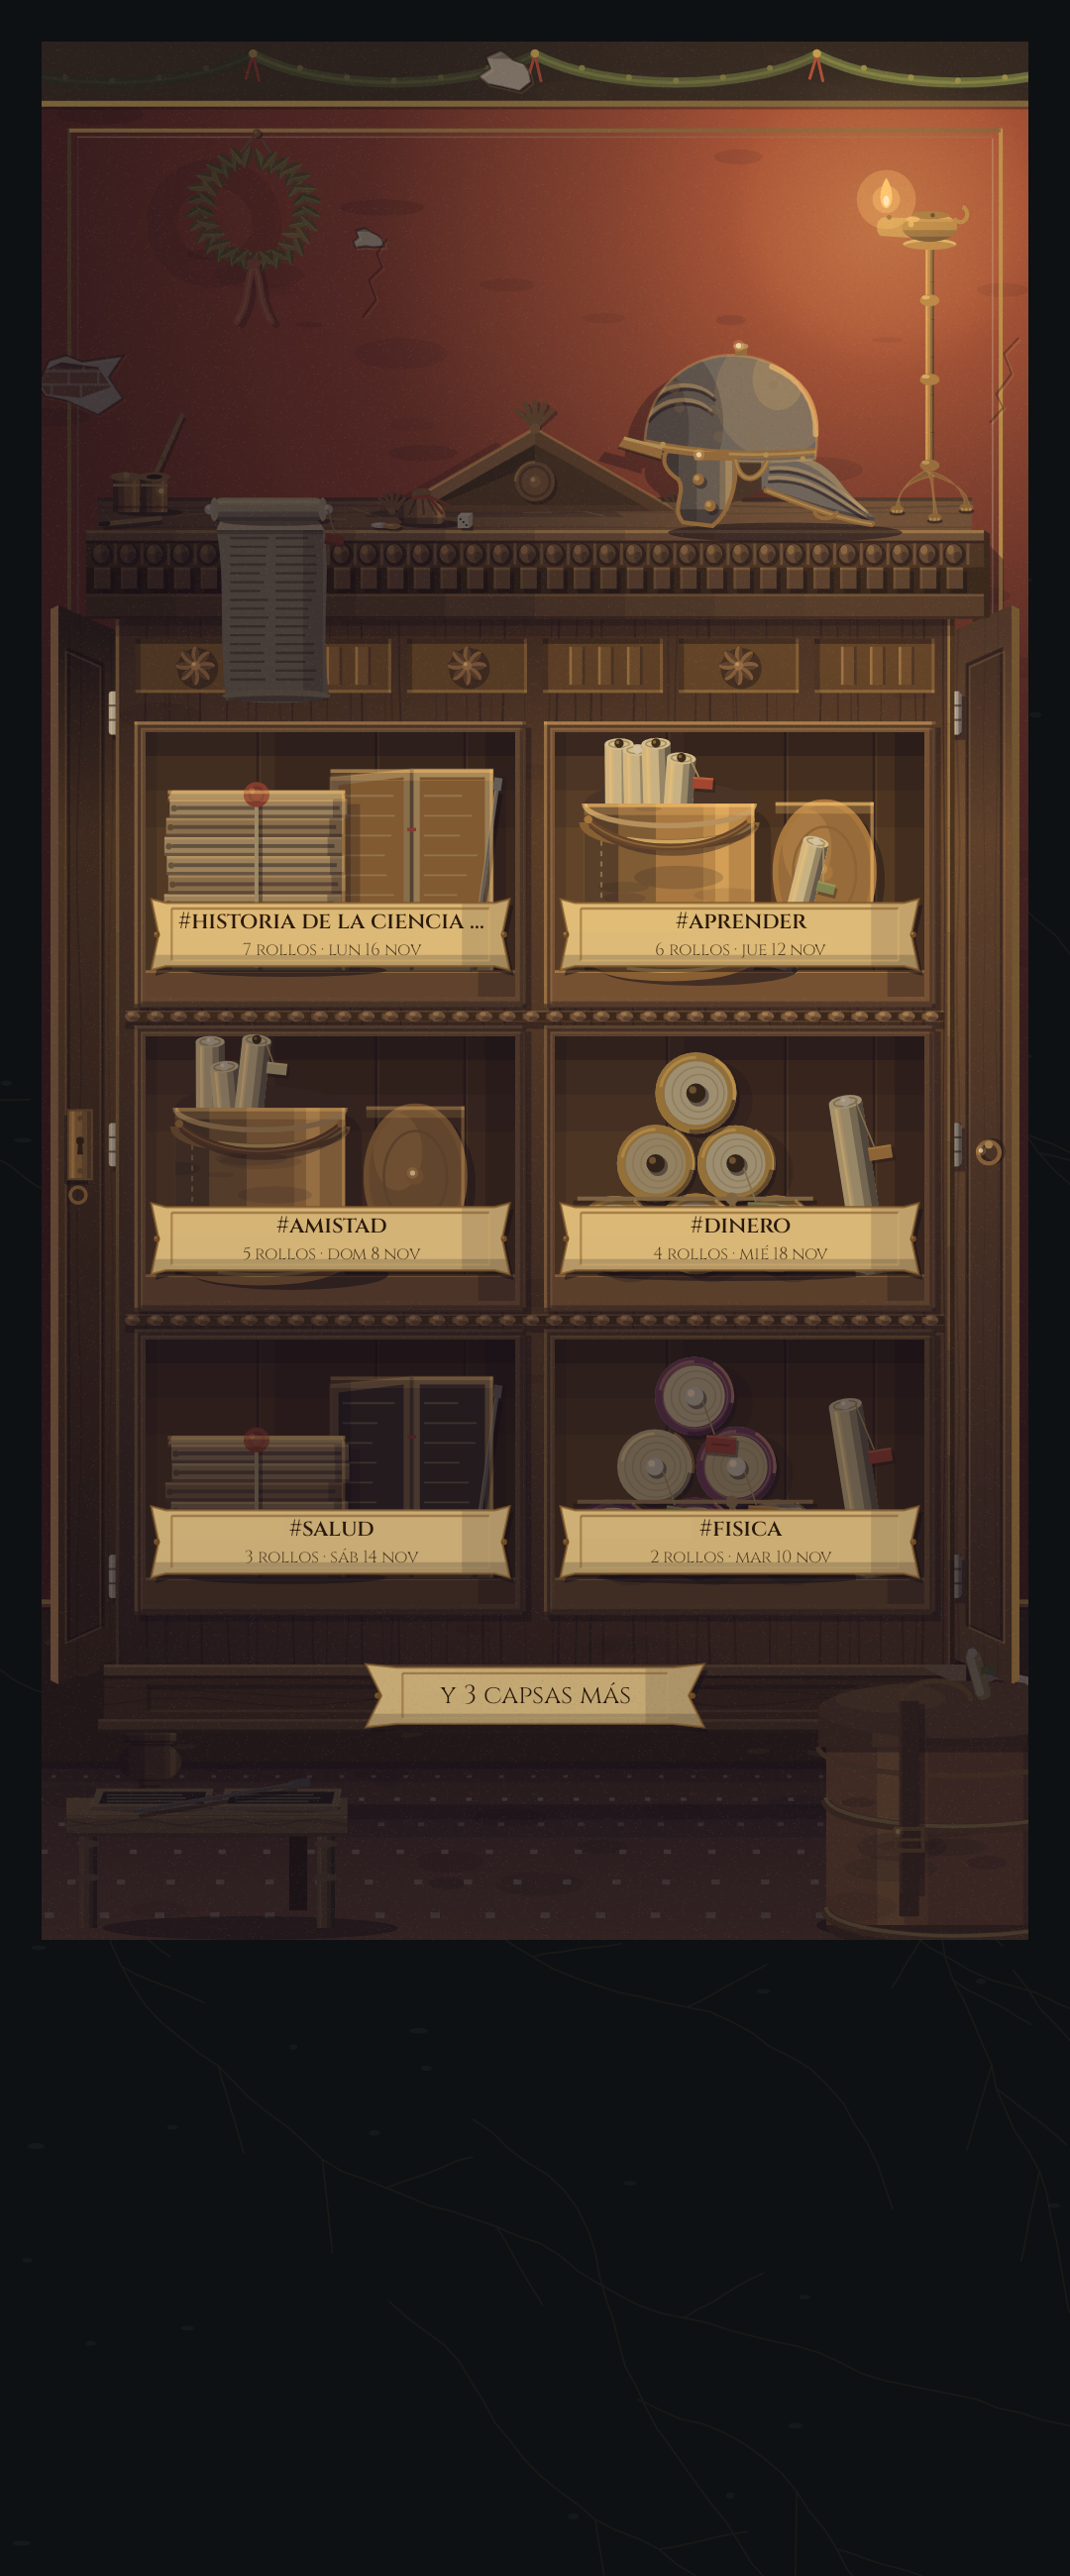 #HISTORIA DE LA CIENCIA ...
7 ROLLOS · LUN 16 NOV
#APRENDER
6 ROLLOS · JUE 12 NOV
#AMISTAD
5 ROLLOS · DOM 8 NOV
#DINERO
4 ROLLOS · MIÉ 18 NOV
#SALUD
3 ROLLOS · SÁB 14 NOV
#FISICA
2 ROLLOS · MAR 10 NOV
Y 3 CAPSAS MÁS